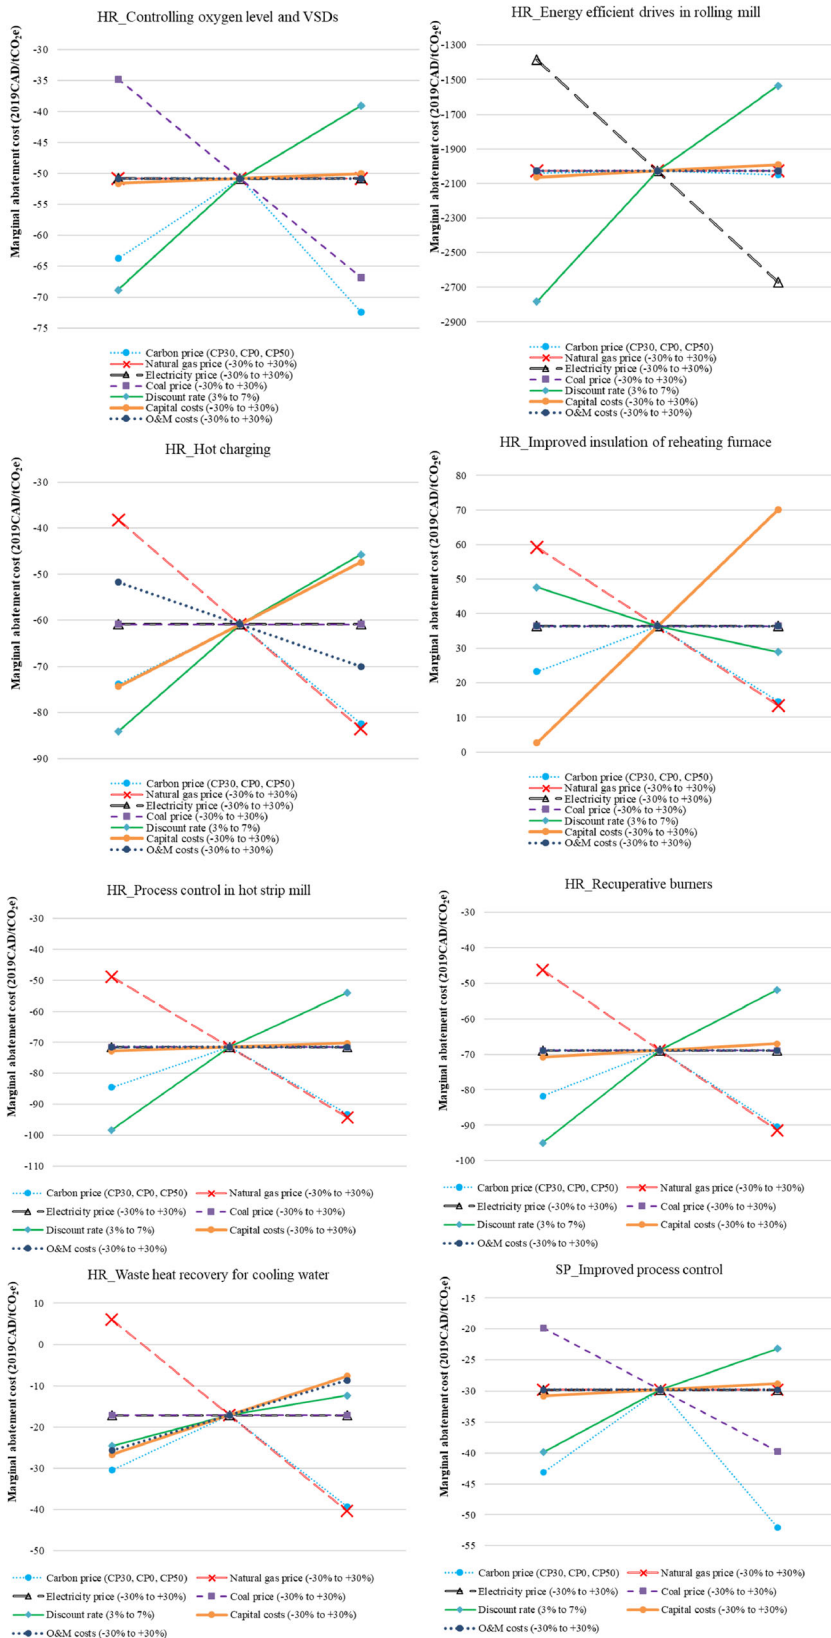 HR_Controlling oxygen level and VSDs
Marginal abatement cost (2019CAD/tCO₂e)
-30
-35
-40
-45
-50
-55
-60
-65
-70
-75
Carbon price (CP30, CP0, CP50)
Natural gas price (-30% to +30%)
Electricity price (-30% to +30%)
Coal price (-30% to +30%)
Discount rate (3% to 7%)
Capital costs (-30% to +30%)
O&M costs (-30% to +30%)
HR_Energy efficient drives in rolling mill
Marginal abatement cost (2019CAD/tCO₂e)
-1300
-1500
-1700
-1900
-2100
-2300
-2500
-2700
-2900
Carbon price (CP30, CP0, CP50)
Natural gas price (-30% to +30%)
Electricity price (-30% to +30%)
Coal price (-30% to +30%)
Discount rate (3% to 7%)
Capital costs (-30% to +30%)
O&M costs (-30% to +30%)
HR_Hot charging
Marginal abatement cost (2019CAD/tCO₂e)
-30
-40
-50
-60
-70
-80
-90
Carbon price (CP30, CP0, CP50)
Natural gas price (-30% to +30%)
Electricity price (-30% to +30%)
Coal price (-30% to +30%)
Discount rate (3% to 7%)
Capital costs (-30% to +30%)
O&M costs (-30% to +30%)
HR_Improved insulation of reheating furnace
Marginal abatement cost (2019CAD/tCO₂e)
80
70
60
50
40
30
20
10
0
Carbon price (CP30, CP0, CP50)
Natural gas price (-30% to +30%)
Electricity price (-30% to +30%)
Coal price (-30% to +30%)
Discount rate (3% to 7%)
Capital costs (-30% to +30%)
O&M costs (-30% to +30%)
HR_Process control in hot strip mill
Marginal abatement cost (2019CAD/tCO₂e)
-30
-40
-50
-60
-70
-80
-90
-100
-110
Carbon price (CP30, CP0, CP50) Natural gas price (-30% to +30%)
Electricity price (-30% to +30%) Coal price (-30% to +30%)
Discount rate (3% to 7%) Capital costs (-30% to +30%)
O&M costs (-30% to +30%)
HR_Recuperative burners
Marginal abatement cost (2019CAD/tCO₂e)
-30
-40
-50
-60
-70
-80
-90
-100
Carbon price (CP30, CP0, CP50) Natural gas price (-30% to +30%)
Electricity price (-30% to +30%) Coal price (-30% to +30%)
Discount rate (3% to 7%) Capital costs (-30% to +30%)
O&M costs (-30% to +30%)
HR_Waste heat recovery for cooling water
Marginal abatement cost (2019CAD/tCO₂e)
10
0
-10
-20
-30
-40
-50
Carbon price (CP30, CP0, CP50) Natural gas price (-30% to +30%)
Electricity price (-30% to +30%) Coal price (-30% to +30%)
Discount rate (3% to 7%) Capital costs (-30% to +30%)
O&M costs (-30% to +30%)
SP_Improved process control
Marginal abatement cost (2019CAD/tCO₂e)
-15
-20
-25
-30
-35
-40
-45
-50
-55
Carbon price (CP30, CP0, CP50) Natural gas price (-30% to +30%)
Electricity price (-30% to +30%) Coal price (-30% to +30%)
Discount rate (3% to 7%) Capital costs (-30% to +30%)
O&M costs (-30% to +30%)